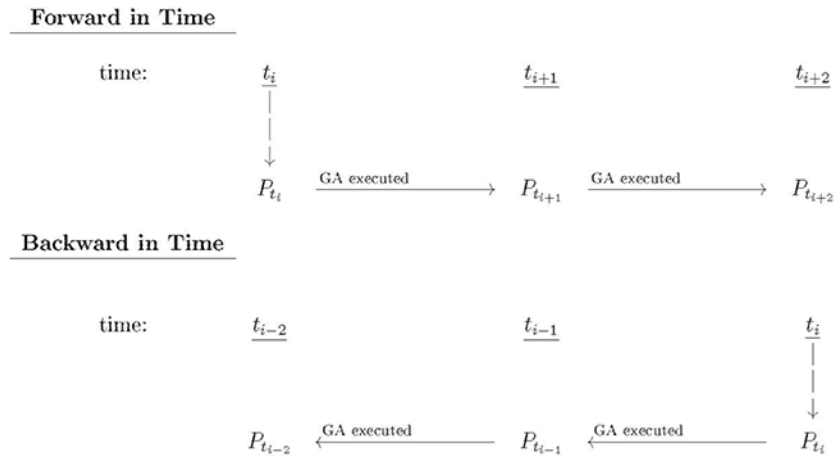 Forward in Time
time: t_i t_{i+1} t_{i+2}
P_{t_i} GA executed P_{t_{i+1}} GA executed P_{t_{i+2}}
Backward in Time
time: t_{i-2} t_{i-1} t_i
P_{t_{i-2}} GA executed P_{t_{i-1}} GA executed P_{t_i}